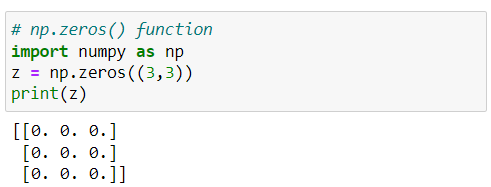 # np.zeros() function
import numpy as np
z = np.zeros((3,3))
print(z)
[[0. 0. 0.]
 [0. 0. 0.]
 [0. 0. 0.]]